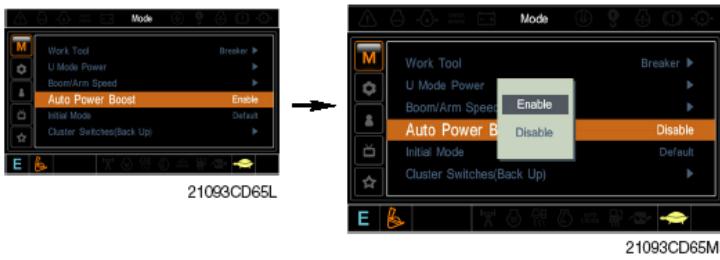 Mode
M
Work Tool Breaker
U Mode Power
Boom/Arm Speed
Auto Power Boost Enable
Initial Mode Default
Cluster Switches(Back Up)
E
21093CD65L
Mode
M
Work Tool Breaker
U Mode Power
Boom/Arm Speed
Enable
Auto Power B Disable
Disable
Initial Mode Default
Cluster Switches(Back Up)
E
21093CD65M